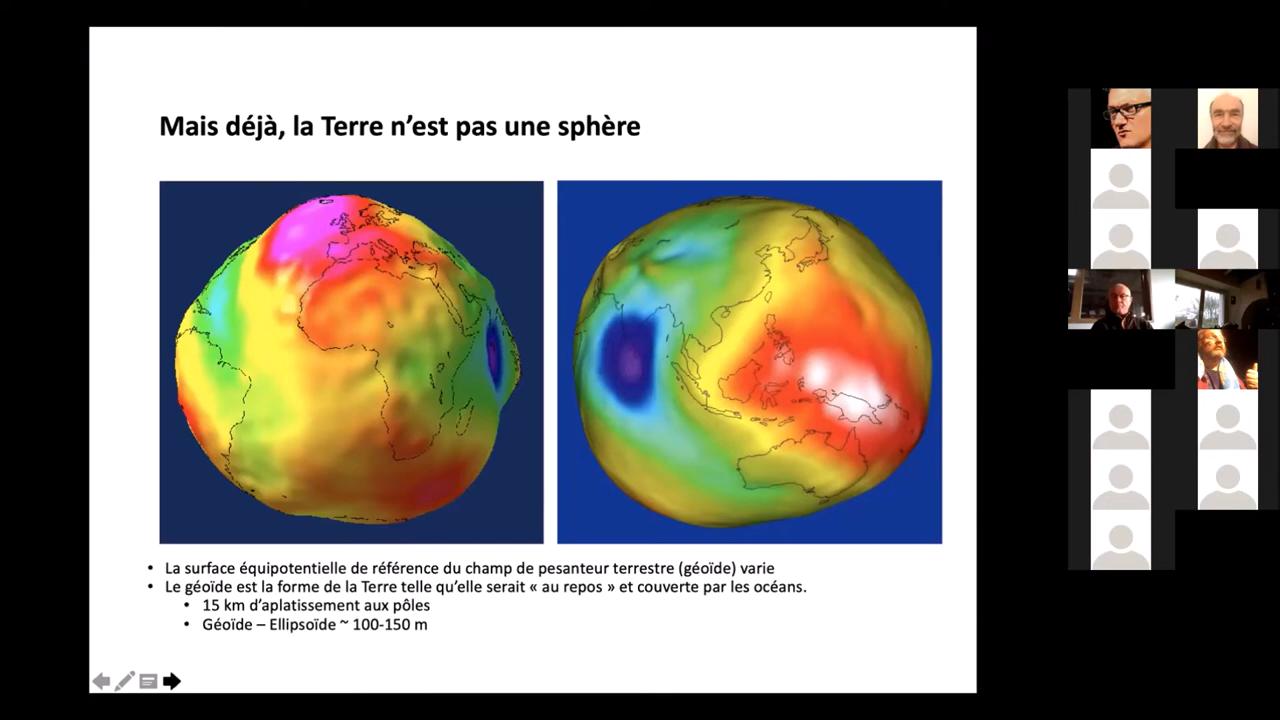 Mais déjà, la Terre n’est pas une sphère
• La surface équipotentielle de référence du champ de pesanteur terrestre (géoïde) varie
• Le géoïde est la forme de la Terre telle qu’elle serait « au repos » et couverte par les océans.
• 15 km d’aplatissement aux pôles
• Géoïde – Ellipsoïde ~ 100-150 m